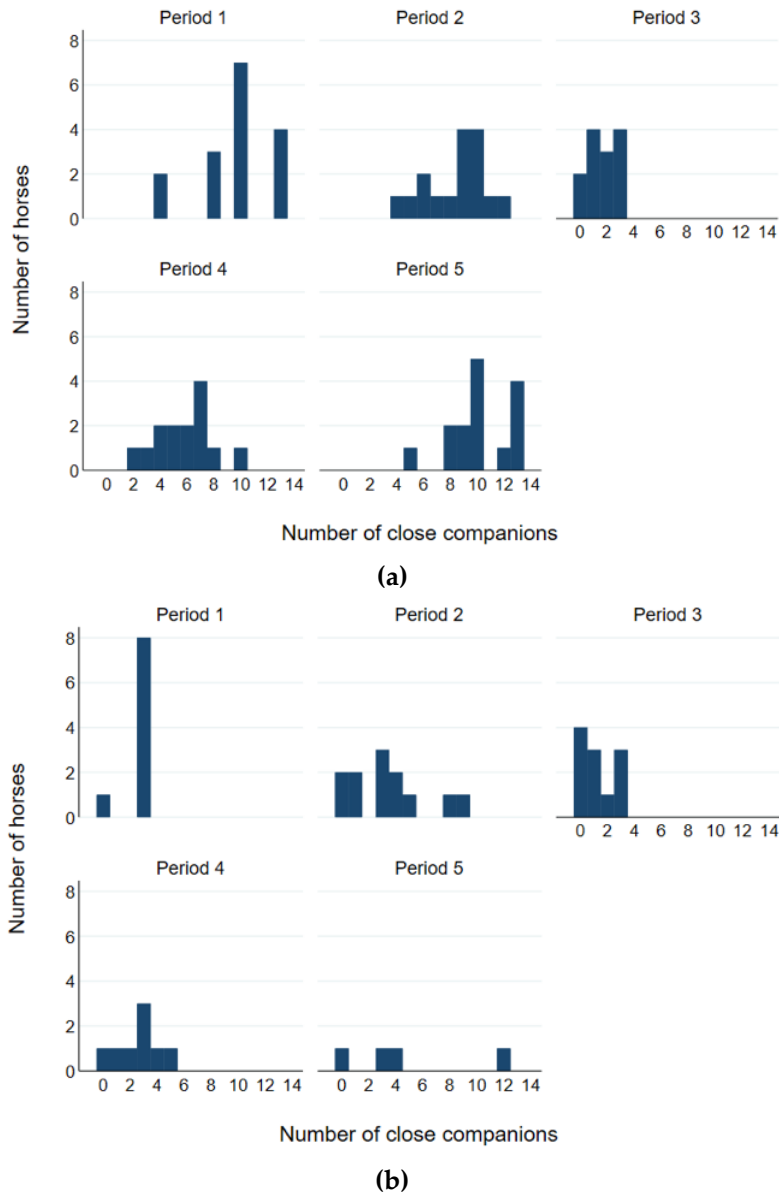 Period 1 Period 2 Period 3
8
6
4
2
0
0 2 4 6 8 10 12 14
Number of horses
Period 4 Period 5
8
6
4
2
0
0 2 4 6 8 10 12 14 0 2 4 6 8 10 12 14
Number of close companions
(a)
Period 1 Period 2 Period 3
8
6
4
2
0
0 2 4 6 8 10 12 14
Number of horses
Period 4 Period 5
8
6
4
2
0
0 2 4 6 8 10 12 14 0 2 4 6 8 10 12 14
Number of close companions
(b)